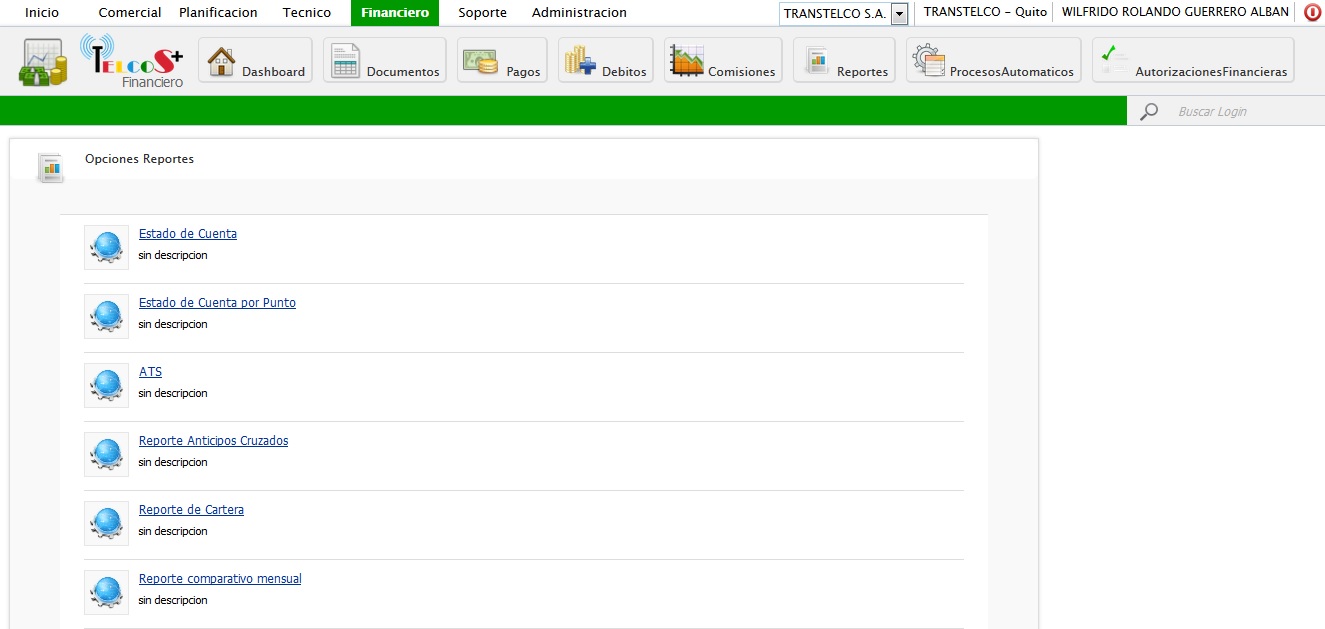 Inicio Comercial Planificacion Tecnico Financiero Soporte Administracion TRANSTELCO S.A. TRANSTELCO - Quito WILFRIDO ROLANDO GUERRERO ALBAN
TELCOS+
Financiero
Dashboard Documentos Pagos Debitos Comisiones Reportes ProcesosAutomaticos AutorizacionesFinancieras
Buscar Login
Opciones Reportes
Estado de Cuenta
sin descripcion
Estado de Cuenta por Punto
sin descripcion
ATS
sin descripcion
Reporte Anticipos Cruzados
sin descripcion
Reporte de Cartera
sin descripcion
Reporte comparativo mensual
sin descripcion